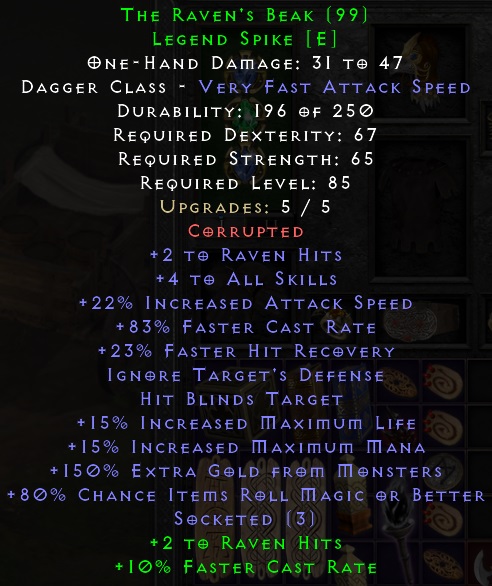 The Raven's Beak (99)
Legend Spike [E]
One-Hand Damage: 31 to 47
Dagger Class - Very Fast Attack Speed
Durability: 196 of 250
Required Dexterity: 67
Required Strength: 65
Required Level: 85
Upgrades: 5 / 5
Corrupted
+2 to Raven Hits
+4 to All Skills
+22% Increased Attack Speed
+83% Faster Cast Rate
+23% Faster Hit Recovery
Ignore Target's Defense
Hit Blinds Target
+15% Increased Maximum Life
+15% Increased Maximum Mana
+150% Extra Gold from Monsters
+80% Chance Items Roll Magic or Better
Socketed (3)
+2 to Raven Hits
+10% Faster Cast Rate